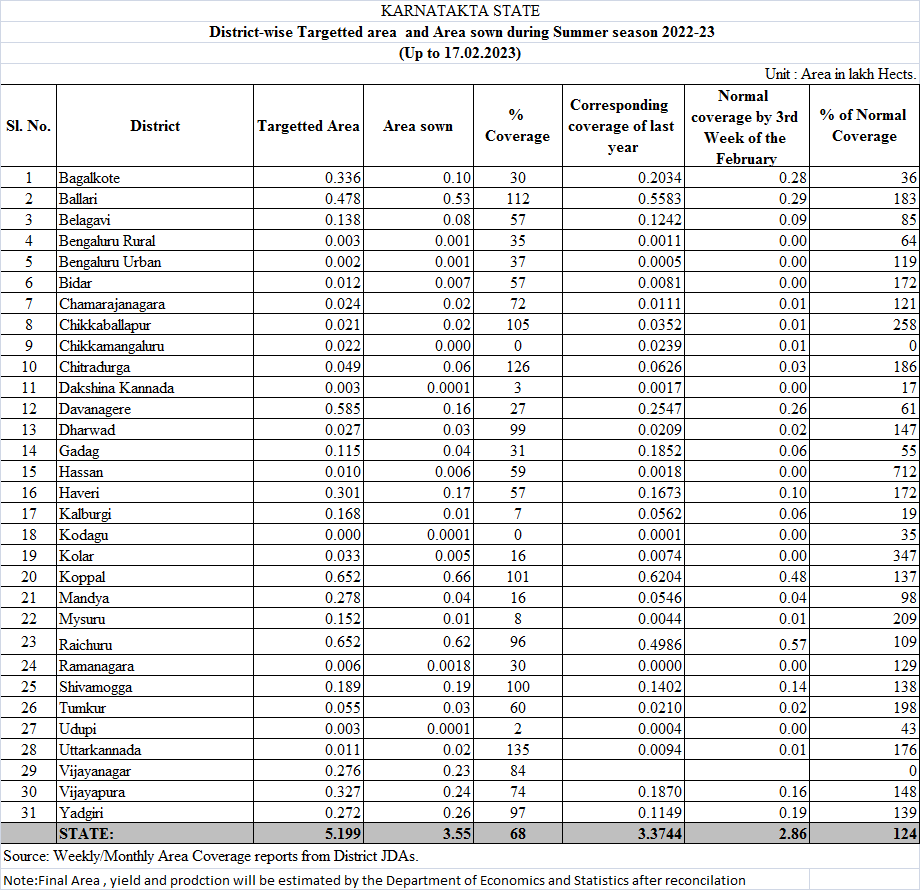 KARNATAKTA STATE
District-wise Targetted area and Area sown during Summer season 2022-23
(Up to 17.02.2023)
Unit : Area in lakh Hects.
Sl. No. District Targetted Area Area sown % Coverage Corresponding coverage of last year Normal coverage by 3rd Week of the February % of Normal Coverage
1 Bagalkote 0.336 0.10 30 0.2034 0.28 36
2 Ballari 0.478 0.53 112 0.5583 0.29 183
3 Belagavi 0.138 0.08 57 0.1242 0.09 85
4 Bengaluru Rural 0.003 0.001 35 0.0011 0.00 64
5 Bengaluru Urban 0.002 0.001 37 0.0005 0.00 119
6 Bidar 0.012 0.007 57 0.0081 0.00 172
7 Chamarajanagara 0.024 0.02 72 0.0111 0.01 121
8 Chikkaballapur 0.021 0.02 105 0.0352 0.01 258
9 Chikkamangaluru 0.022 0.000 0 0.0239 0.01 0
10 Chitradurga 0.049 0.06 126 0.0626 0.03 186
11 Dakshina Kannada 0.003 0.0001 3 0.0017 0.00 17
12 Davanagere 0.585 0.16 27 0.2547 0.26 61
13 Dharwad 0.027 0.03 99 0.0209 0.02 147
14 Gadag 0.115 0.04 31 0.1852 0.06 55
15 Hassan 0.010 0.006 59 0.0018 0.00 712
16 Haveri 0.301 0.17 57 0.1673 0.10 172
17 Kalburgi 0.168 0.01 7 0.0562 0.06 19
18 Kodagu 0.000 0.0001 0 0.0001 0.00 35
19 Kolar 0.033 0.005 16 0.0074 0.00 347
20 Koppal 0.652 0.66 101 0.6204 0.48 137
21 Mandya 0.278 0.04 16 0.0546 0.04 98
22 Mysuru 0.152 0.01 8 0.0044 0.01 209
23 Raichuru 0.652 0.62 96 0.4986 0.57 109
24 Ramanagara 0.006 0.0018 30 0.0000 0.00 129
25 Shivamogga 0.189 0.19 100 0.1402 0.14 138
26 Tumkur 0.055 0.03 60 0.0210 0.02 198
27 Udupi 0.003 0.0001 2 0.0004 0.00 43
28 Uttarkannada 0.011 0.02 135 0.0094 0.01 176
29 Vijayanagar 0.276 0.23 84 0
30 Vijayapura 0.327 0.24 74 0.1870 0.16 148
31 Yadgiri 0.272 0.26 97 0.1149 0.19 139
STATE: 5.199 3.55 68 3.3744 2.86 124
Source: Weekly/Monthly Area Coverage reports from District JDAs.
Note:Final Area , yield and prodction will be estimated by the Department of Economics and Statistics after reconcilation